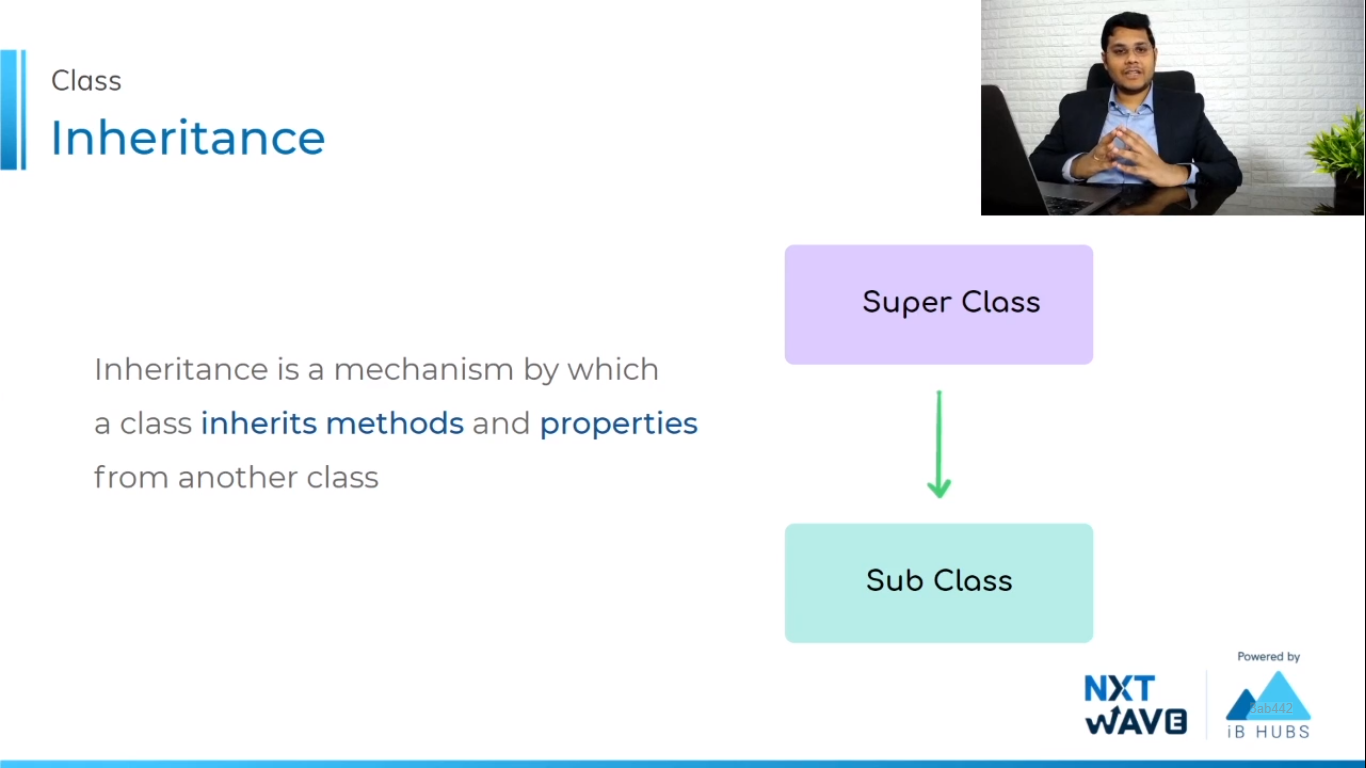 Class
Inheritance
Super Class
Inheritance is a mechanism by which
a class inherits methods and properties
from another class
Sub Class
Powered by
NXT
WAVE
5ab442
iB HUBS